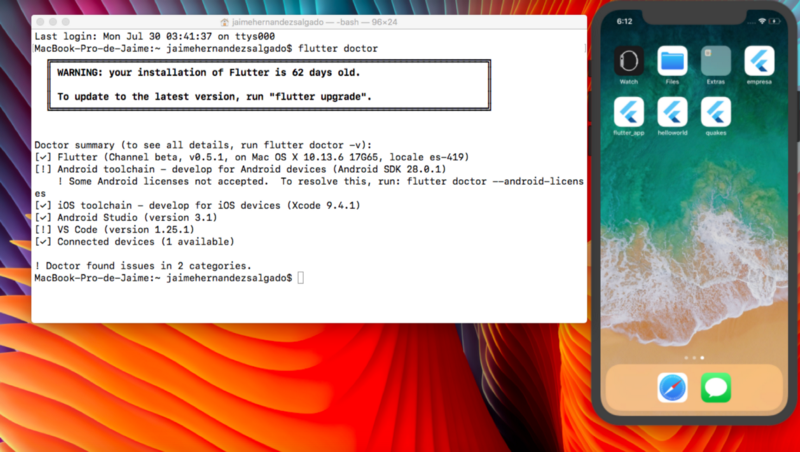 jaimehernandezsalgado — -bash — 96×24
Last login: Mon Jul 30 03:41:37 on ttys000
MacBook-Pro-de-Jaime:~ jaimehernandezsalgado$ flutter doctor
WARNING: your installation of Flutter is 62 days old.
To update to the latest version, run "flutter upgrade".
Doctor summary (to see all details, run flutter doctor -v):
[✓] Flutter (Channel beta, v0.5.1, on Mac OS X 10.13.6 17G65, locale es-419)
[!] Android toolchain - develop for Android devices (Android SDK 28.0.1)
! Some Android licenses not accepted.  To resolve this, run: flutter doctor --android-licens
es
[✓] iOS toolchain - develop for iOS devices (Xcode 9.4.1)
[✓] Android Studio (version 3.1)
[!] VS Code (version 1.25.1)
[✓] Connected devices (1 available)
! Doctor found issues in 2 categories.
MacBook-Pro-de-Jaime:~ jaimehernandezsalgado$
6:12
Watch Files Extras empresa
flutter_app helloworld quakes